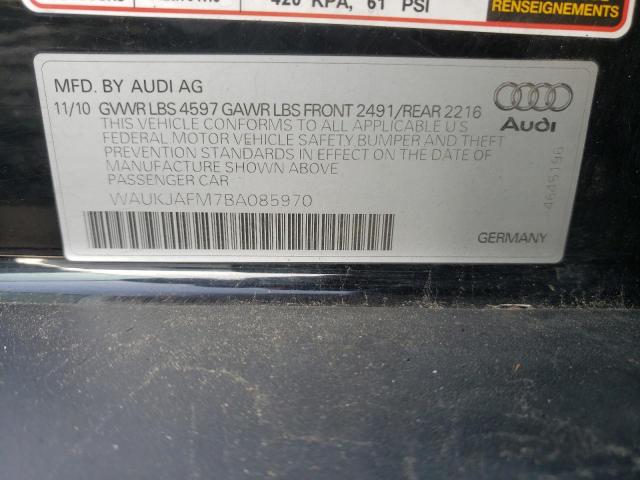 420 KPA, 61 PSI
RENSEIGNEMENTS
MFD. BY AUDI AG
11/10 GVWR LBS 4597 GAWR LBS FRONT 2491/REAR 2216
THIS VEHICLE CONFORMS TO ALL APPLICABLE U S
FEDERAL MOTOR VEHICLE SAFETY BUMPER AND THEFT
PREVENTION STANDARDS IN EFFECT ON THE DATE OF
MANUFACTURE SHOWN ABOVE
PASSENGER CAR
WAUKJAFM7BA085970
Audi
4645196
GERMANY